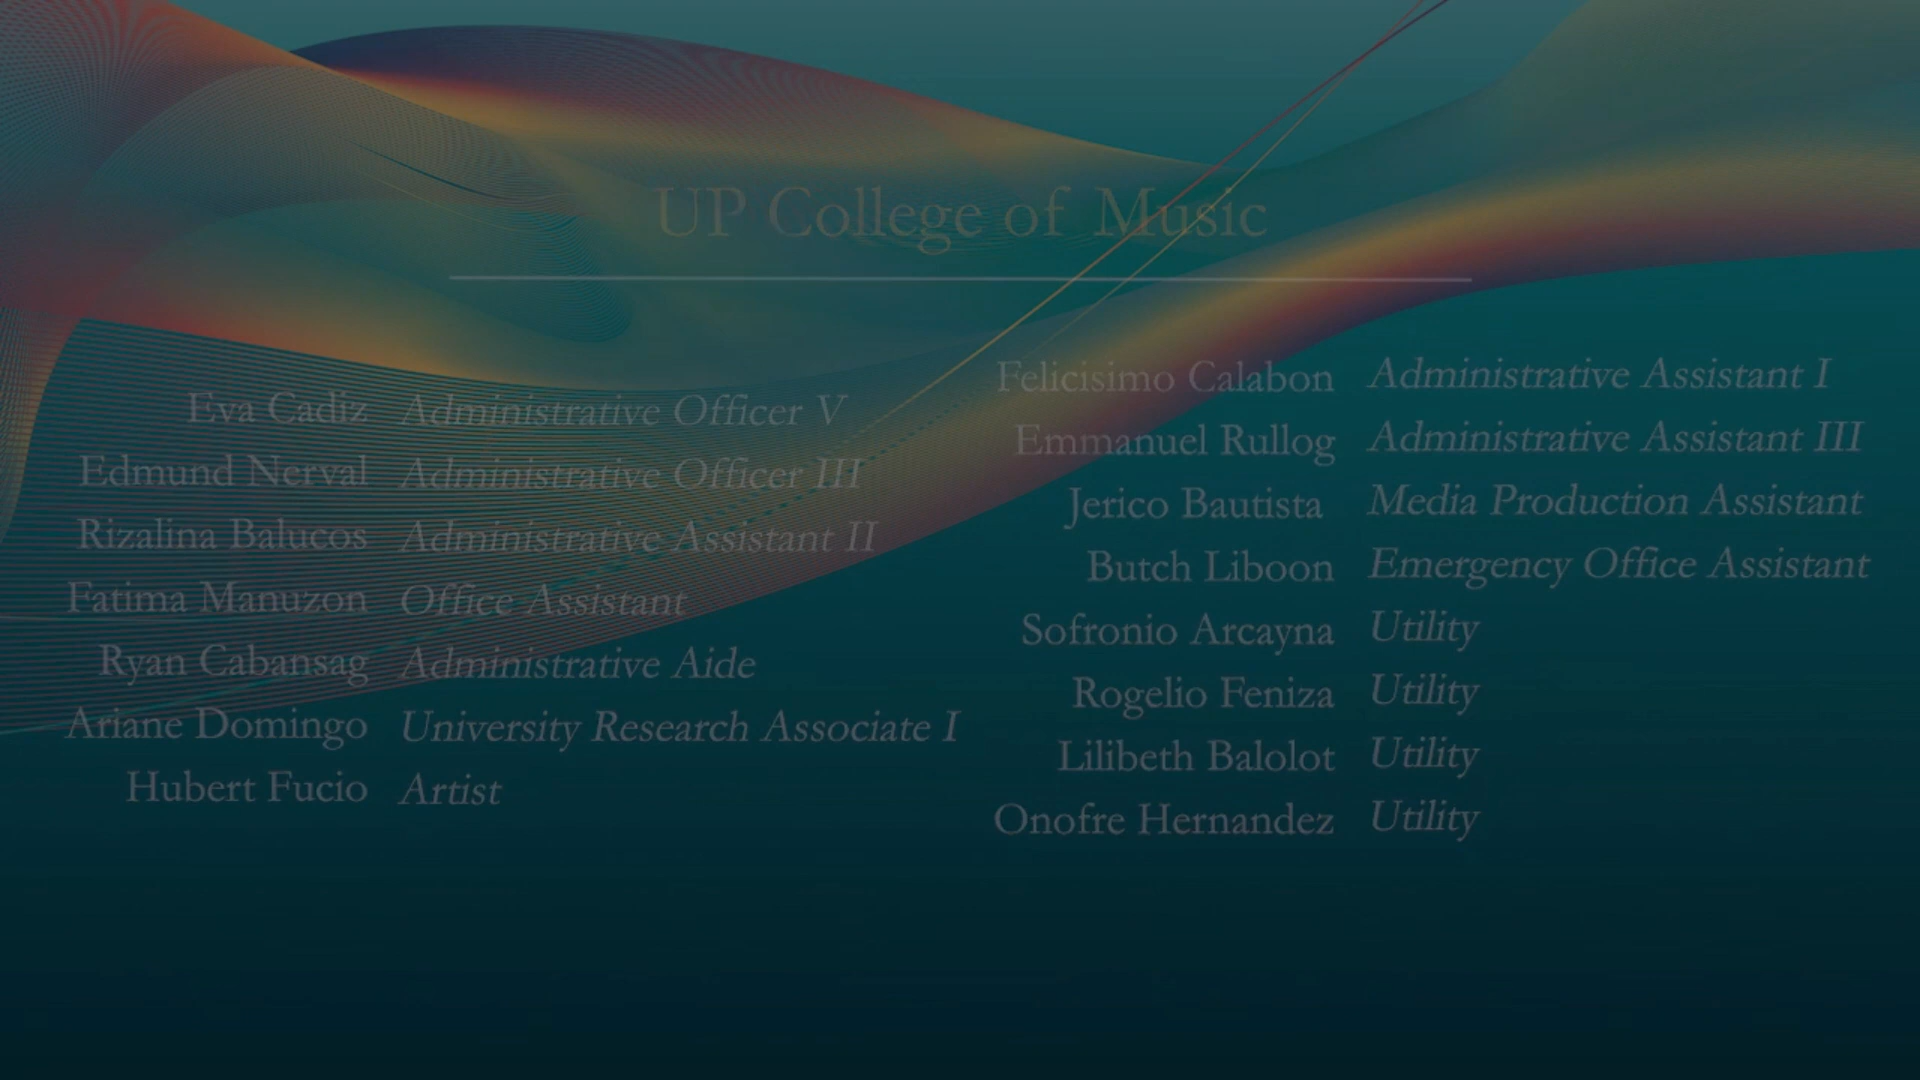 UP College of Music
Eva Cadiz Administrative Officer V
Edmund Nerval Administrative Officer III
Rizalina Balucos Administrative Assistant II
Fatima Manuzon Office Assistant
Ryan Cabansag Administrative Aide
Ariane Domingo University Research Associate I
Hubert Fucio Artist
Felicisimo Calabon Administrative Assistant I
Emmanuel Rullog Administrative Assistant III
Jerico Bautista Media Production Assistant
Butch Liboon Emergency Office Assistant
Sofronio Arcayna Utility
Rogelio Feniza Utility
Lilibeth Balolot Utility
Onofre Hernandez Utility